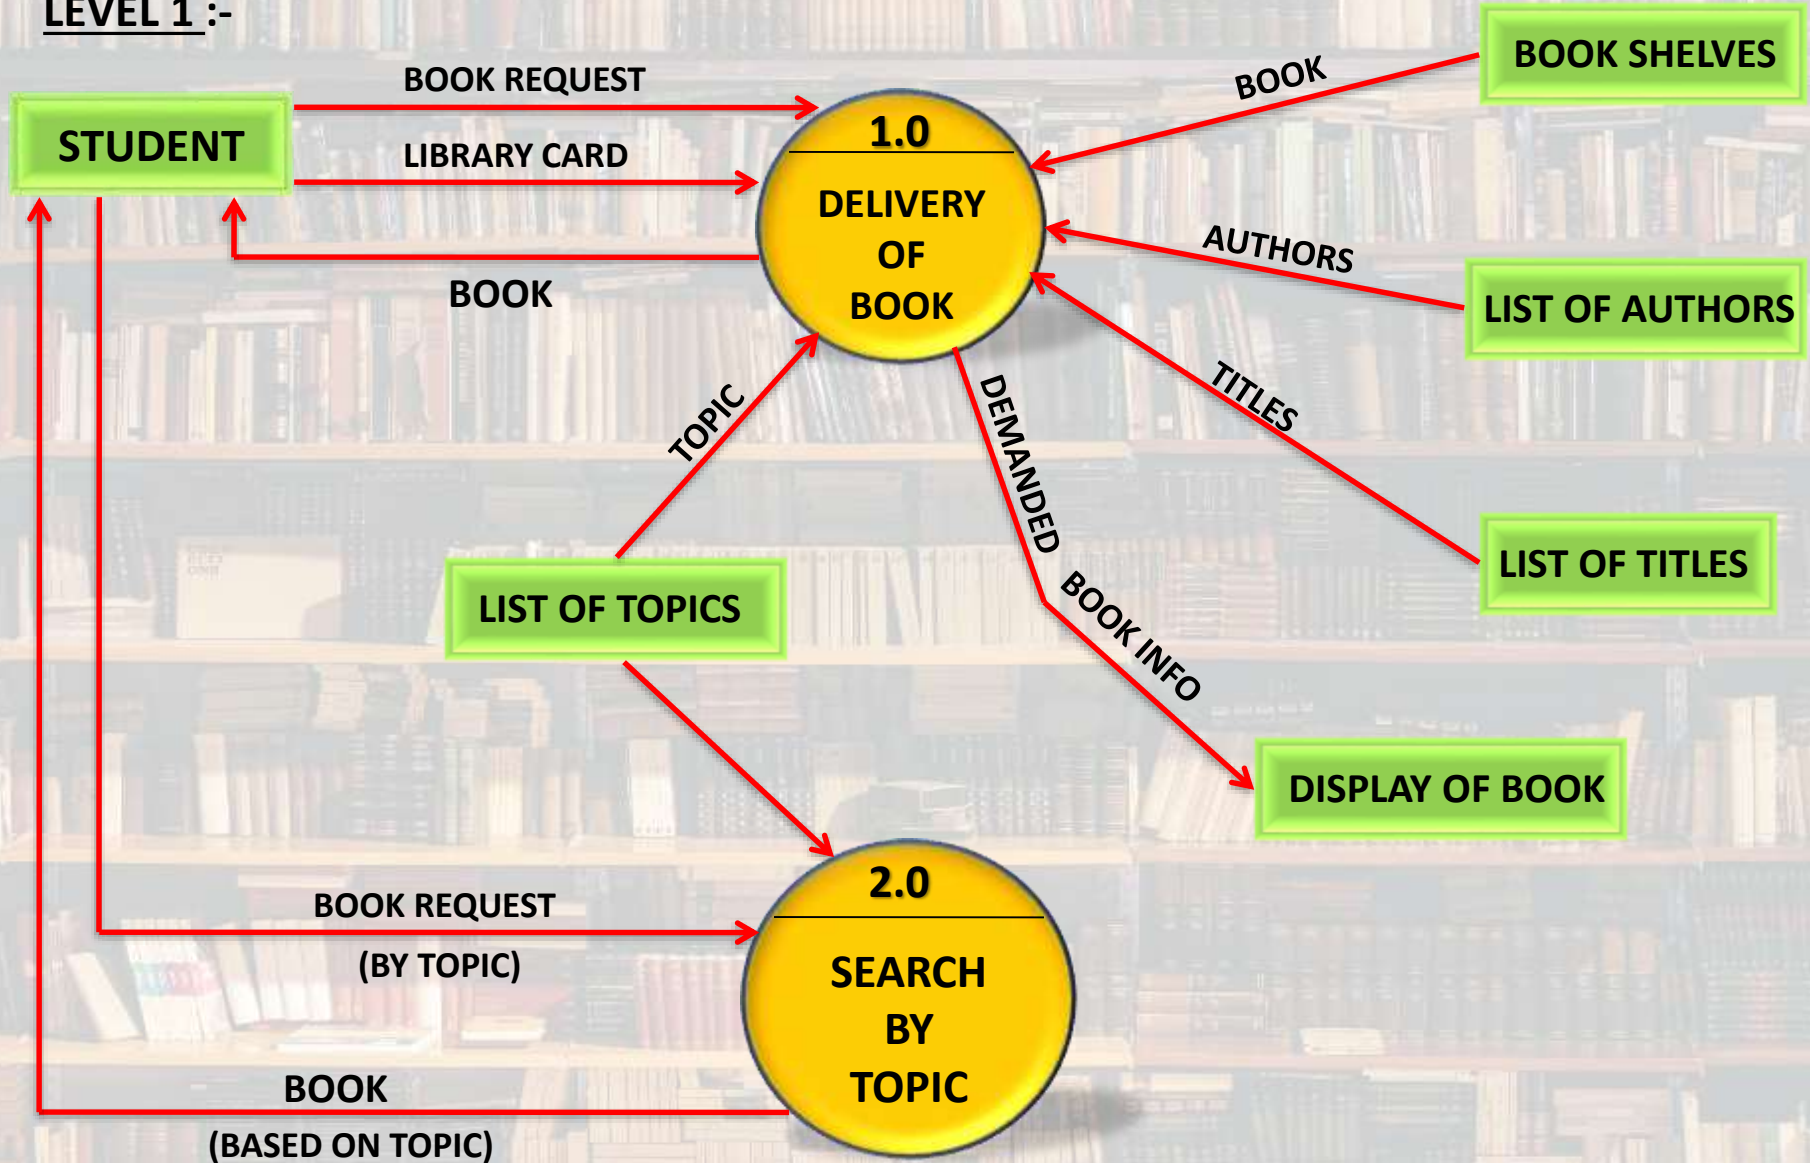 LEVEL 1 :-
BOOK REQUEST
STUDENT
LIBRARY CARD
BOOK
1.0
DELIVERY
OF
BOOK
BOOK
BOOK SHELVES
AUTHORS
LIST OF AUTHORS
TITLES
LIST OF TITLES
TOPIC
DEMANDED
BOOK INFO
LIST OF TOPICS
DISPLAY OF BOOK
2.0
SEARCH
BY
TOPIC
BOOK REQUEST
(BY TOPIC)
BOOK
(BASED ON TOPIC)